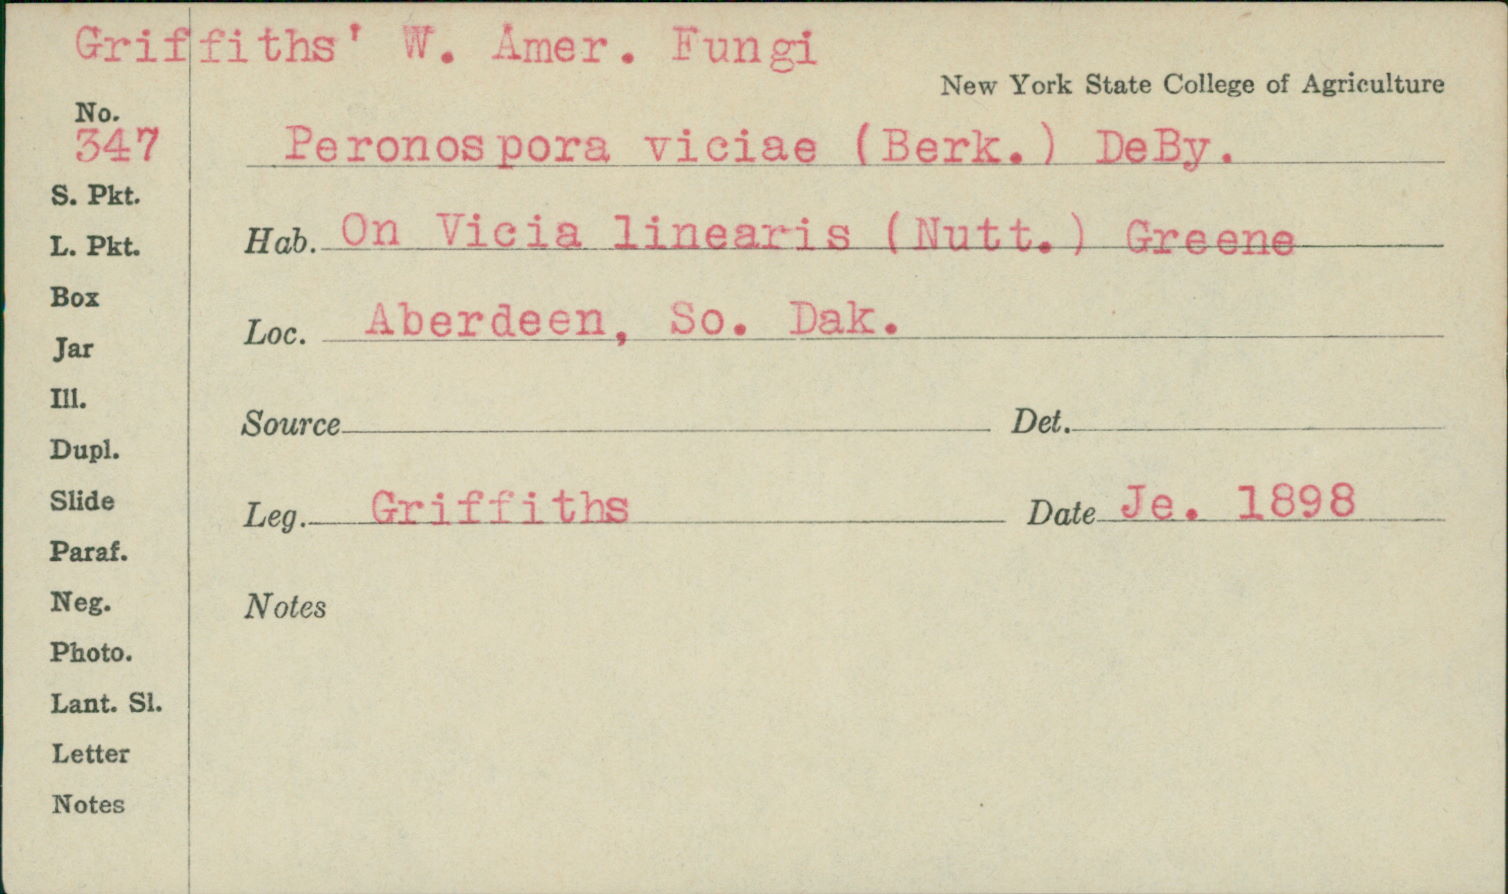 Griffiths' W. Amer. Fungi
New York State College of Agriculture
No.
347
Peronospora viciae (Berk.) DeBy.
S. Pkt.
L. Pkt.
Hab. On Vicia linearis (Nutt.) Greene
Box
Loc. Aberdeen, So. Dak.
Jar
Ill.
Source Det.
Dupl.
Slide
Leg. Griffiths Date Je. 1898
Paraf.
Neg.
Notes
Photo.
Lant. Sl.
Letter
Notes